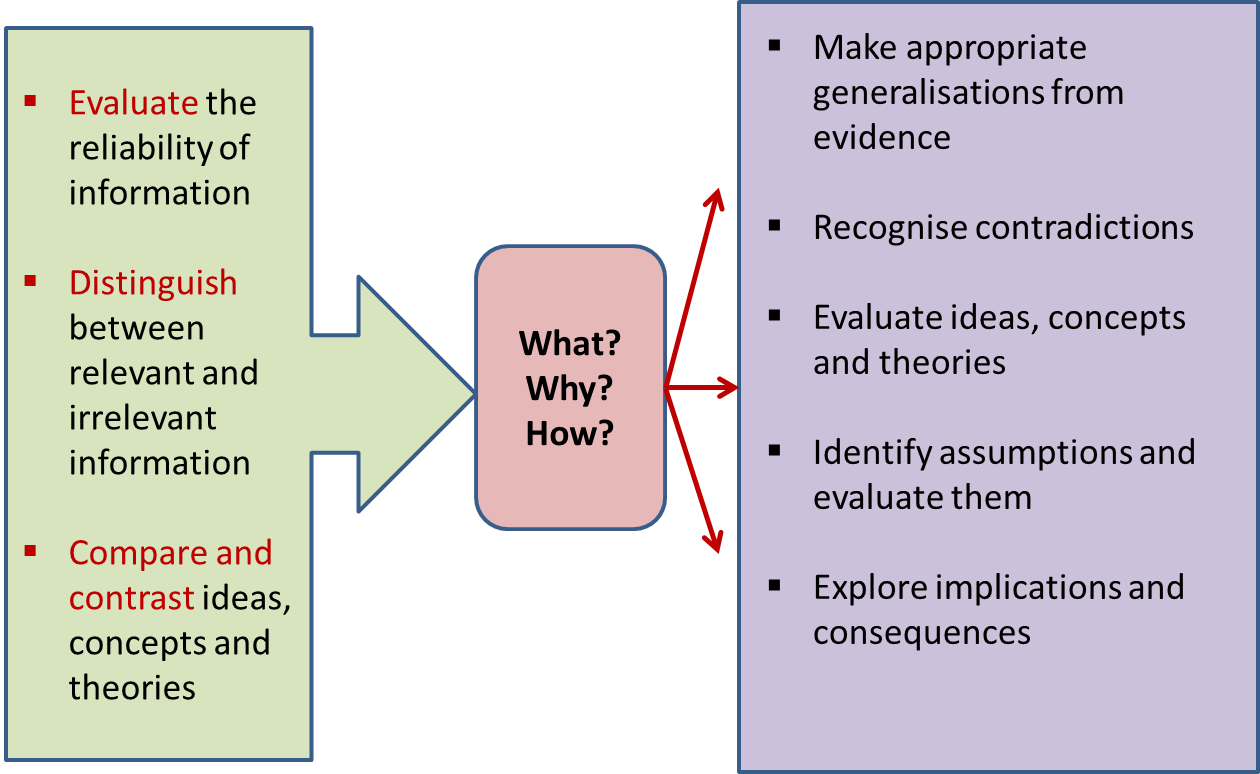 Evaluate the
reliability of
information
Distinguish
between
relevant and
irrelevant
information
Compare and
contrast ideas,
concepts and
theories
What?
Why?
How?
Make appropriate
generalisations from
evidence
Recognise contradictions
Evaluate ideas, concepts
and theories
Identify assumptions and
evaluate them
Explore implications and
consequences